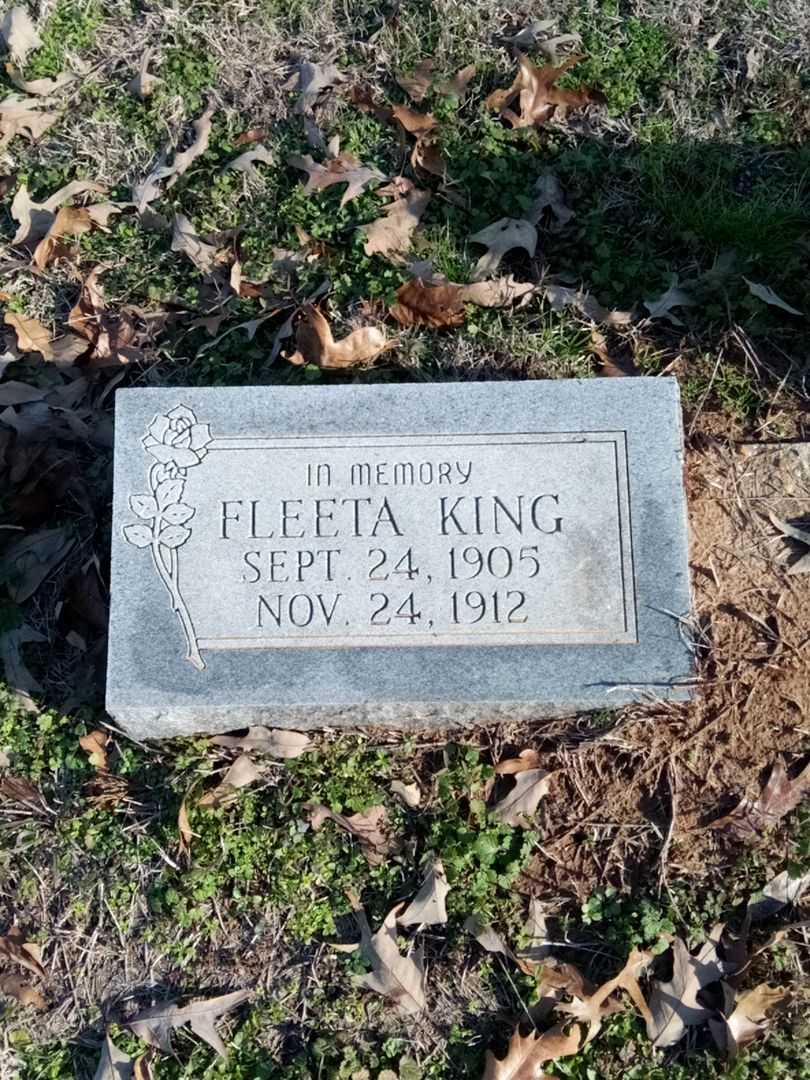 IN MEMORY
FLEETA KING
SEPT. 24, 1905
NOV. 24, 1912